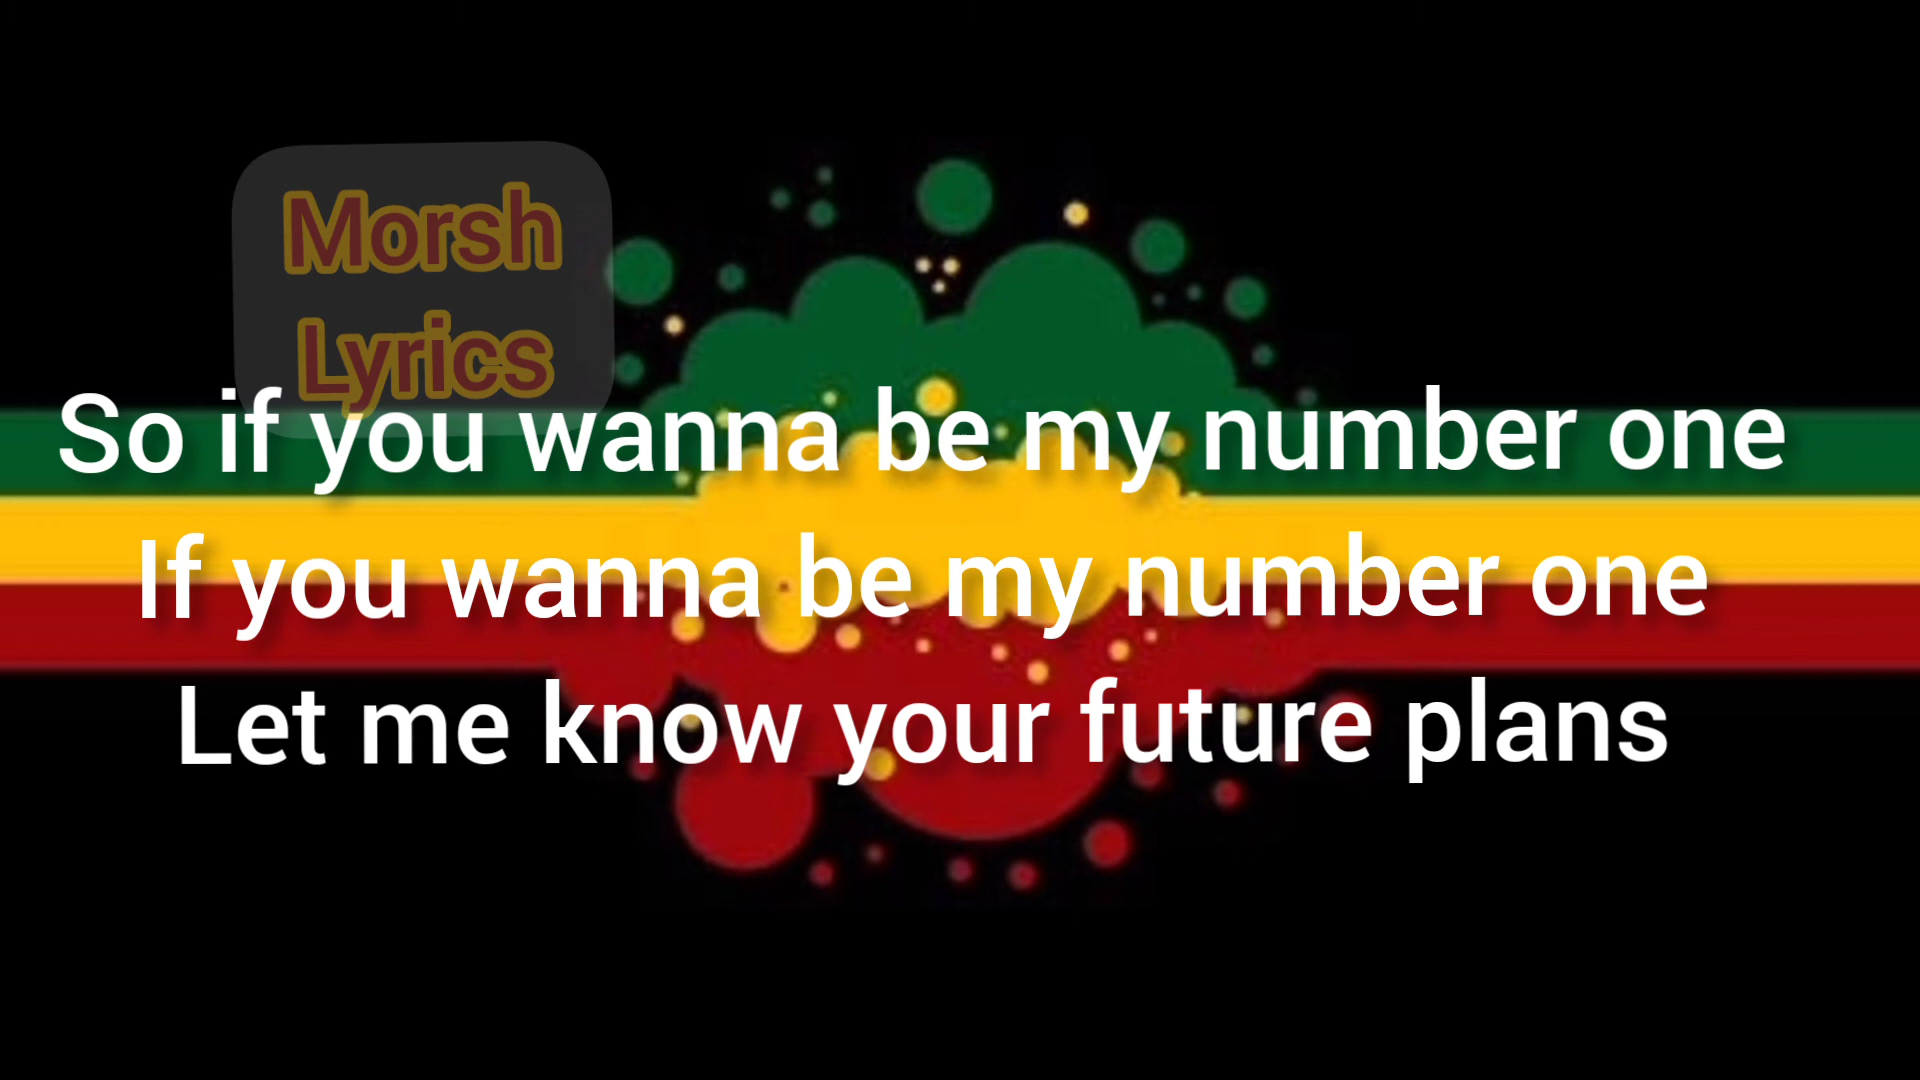 Morsh
Lyrics
So if you wanna be my number one
If you wanna be my number one
Let me know your future plans